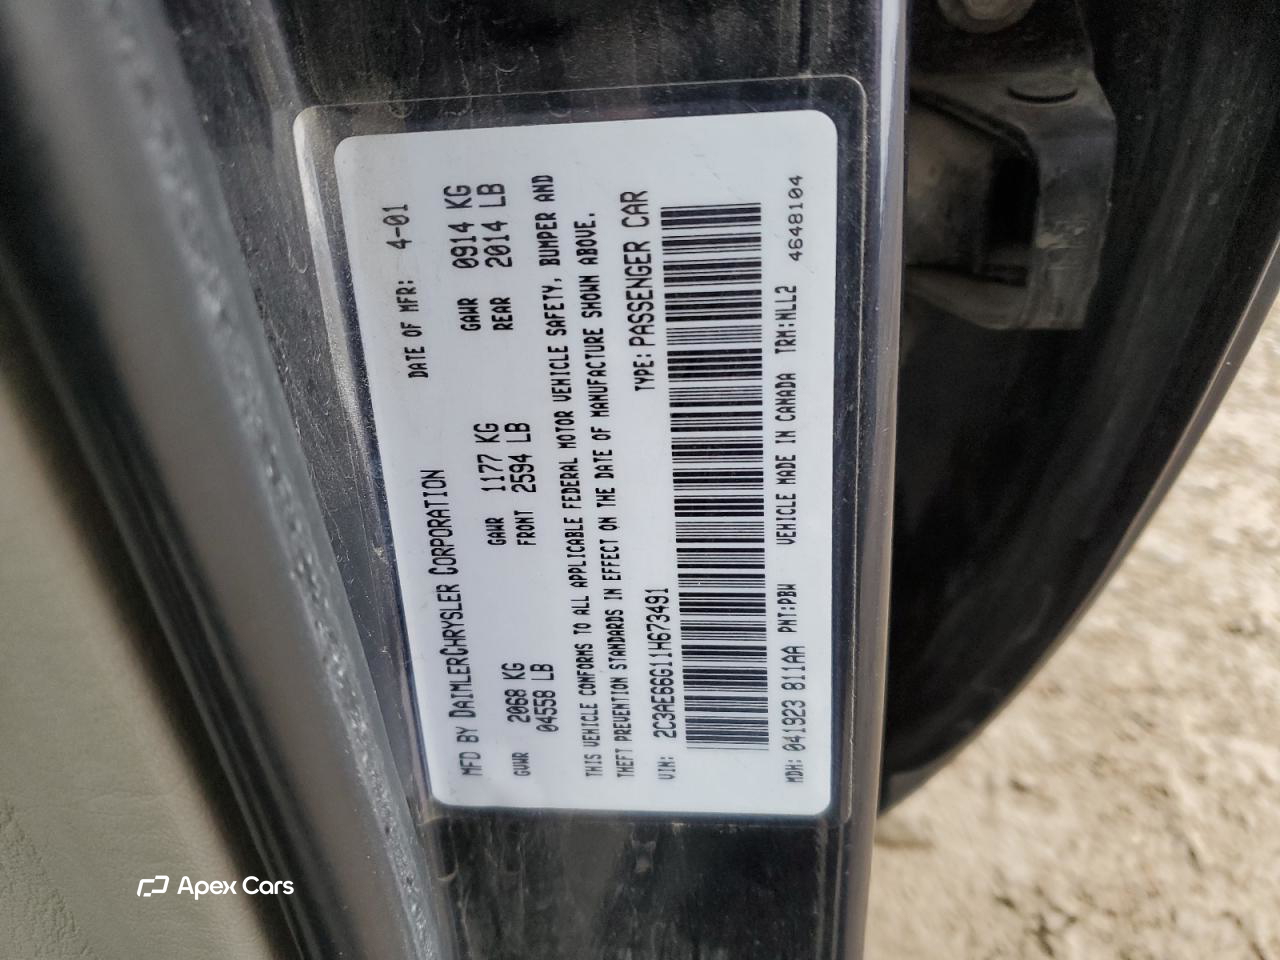 MFD BY DAIMLERCHRYSLER CORPORATION DATE OF MFR: 4-01
GVWR 2068 KG 04558 LB GAWR FRONT 1177 KG 2594 LB GAWR REAR 0914 KG 2014 LB
THIS VEHICLE CONFORMS TO ALL APPLICABLE FEDERAL MOTOR VEHICLE SAFETY, BUMPER AND
THEFT PREVENTION STANDARDS IN EFFECT ON THE DATE OF MANUFACTURE SHOWN ABOVE.
VIN: 2C3AE66G11H673491 TYPE: PASSENGER CAR
MDH: 041923 811AA PNT:PBW VEHICLE MADE IN CANADA TRM:MLL2 4648104
Apex Cars